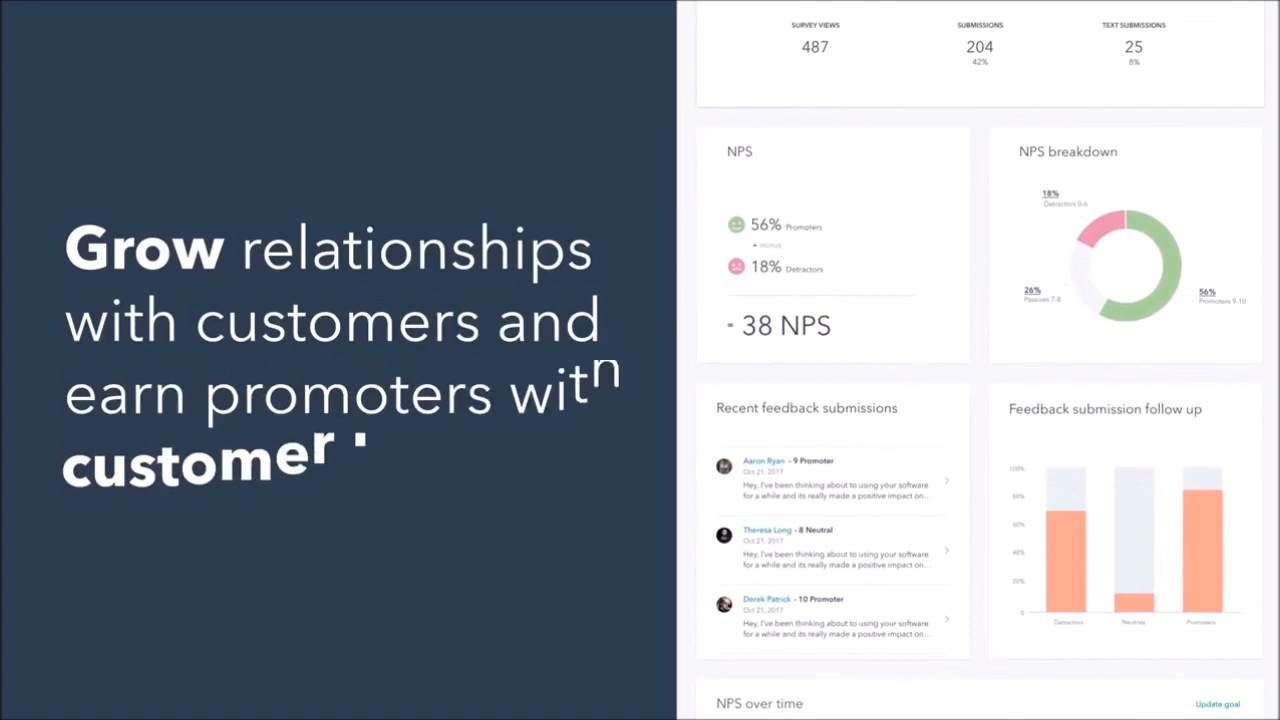 Grow relationships
with customers and
earn promoters with
customer
SURVEY VIEWS
487
SUBMISSIONS
204
42%
TEXT SUBMISSIONS
25
8%
NPS
56% Promoters
• minus
18% Detractors
= 38 NPS
NPS breakdown
18%
Detractors 0-6
26%
Passives 7-8
56%
Promoters 9-10
Recent feedback submissions
Aaron Ryan - 9 Promoter
Oct 21, 2017
Hey, I've been thinking about to using your software
for a while and its really made a positive impact on...
Theresa Long - 8 Neutral
Oct 21, 2017
Hey, I've been thinking about to using your software
for a while and its really made a positive impact on...
Derek Patrick - 10 Promoter
Oct 21, 2017
Hey, I've been thinking about to using your software
for a while and its really made a positive impact on...
Feedback submission follow up
100%
80%
60%
40%
20%
0
Detractors
Neutrals
Promoters
NPS over time
Update goal